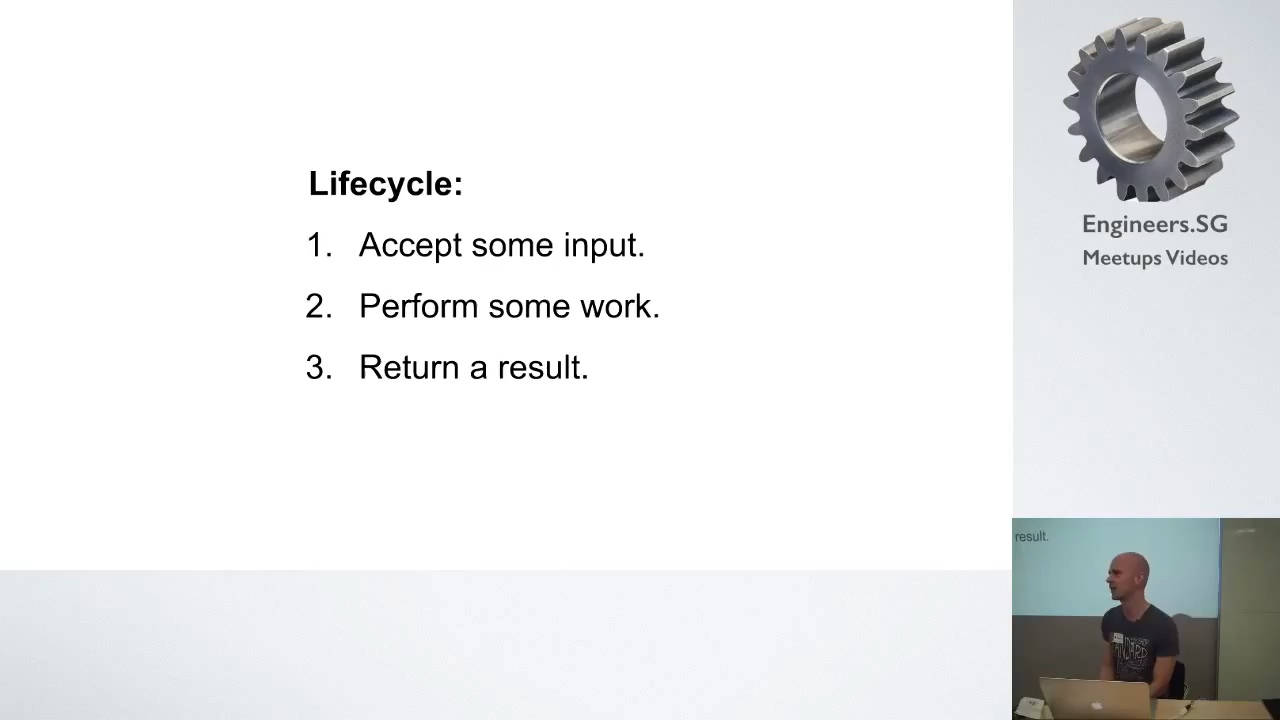 Lifecycle:
1. Accept some input.
2. Perform some work.
3. Return a result.
Engineers.SG
Meetups Videos
result.